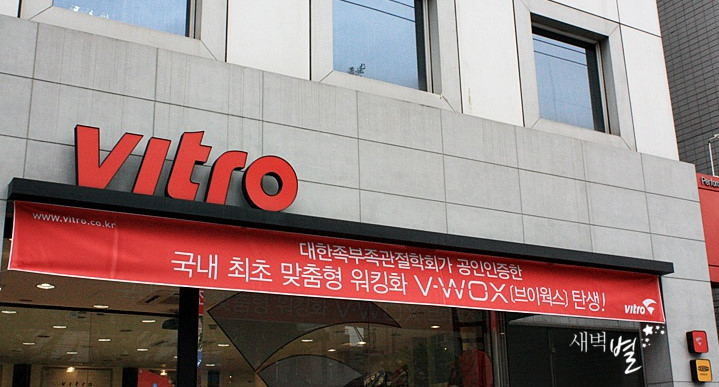 vitro
www.vitro.co.kr
대한족부족관절학회가 공인인증한
국내 최초 맞춤형 워킹화 V-WOX(브이웍스) 탄생!
vitro
vitro
새벽
별